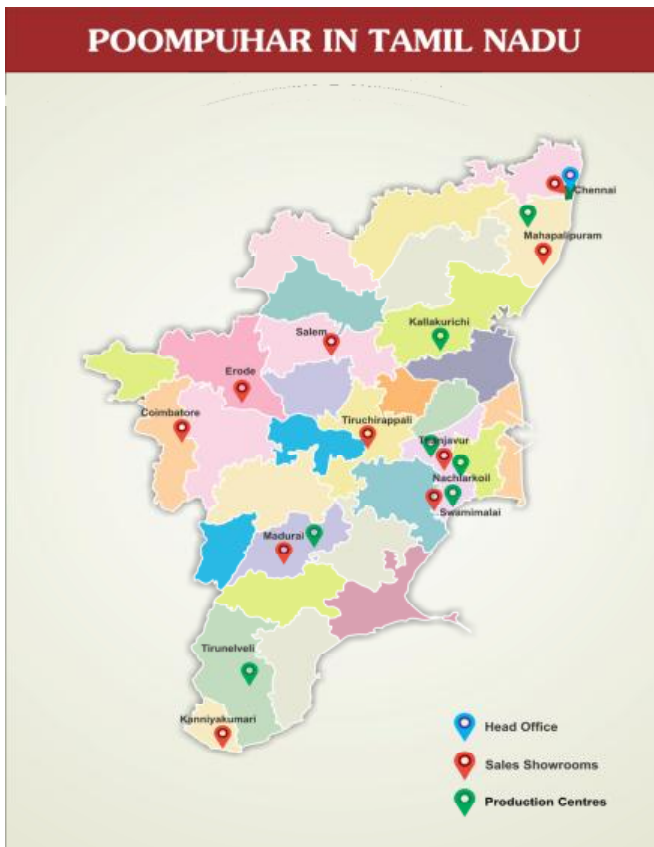 POOMPUHAR IN TAMIL NADU
Chennai
Mahapalipuram
Kallakurichi
Salem
Erode
Coimbatore
Tiruchirappali
Thanjavur
Nachiarkoil
Swamimalai
Madurai
Tirunelveli
Kanniyakumari
Head Office
Sales Showrooms
Production Centres